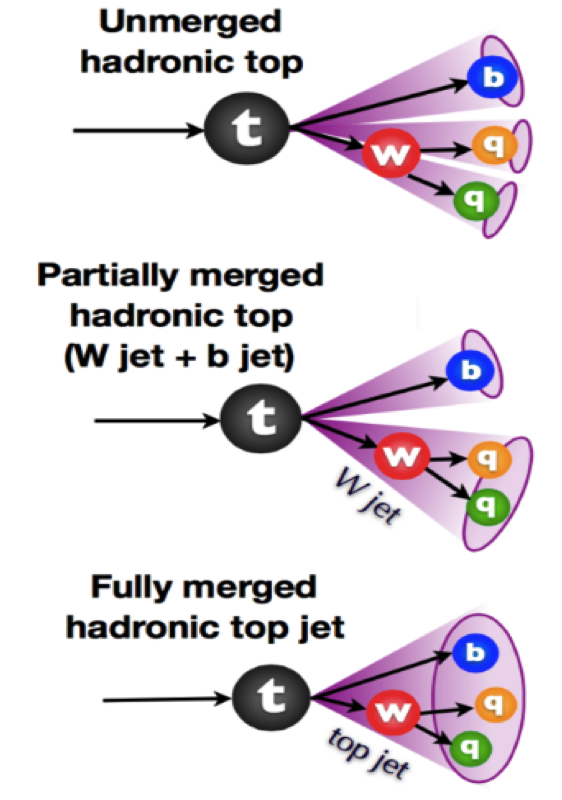 Unmerged
hadronic top
t
b
w
q
q
Partially merged
hadronic top
(W jet + b jet)
t
b
w
q
q
W jet
Fully merged
hadronic top jet
t
b
w
q
q
top jet